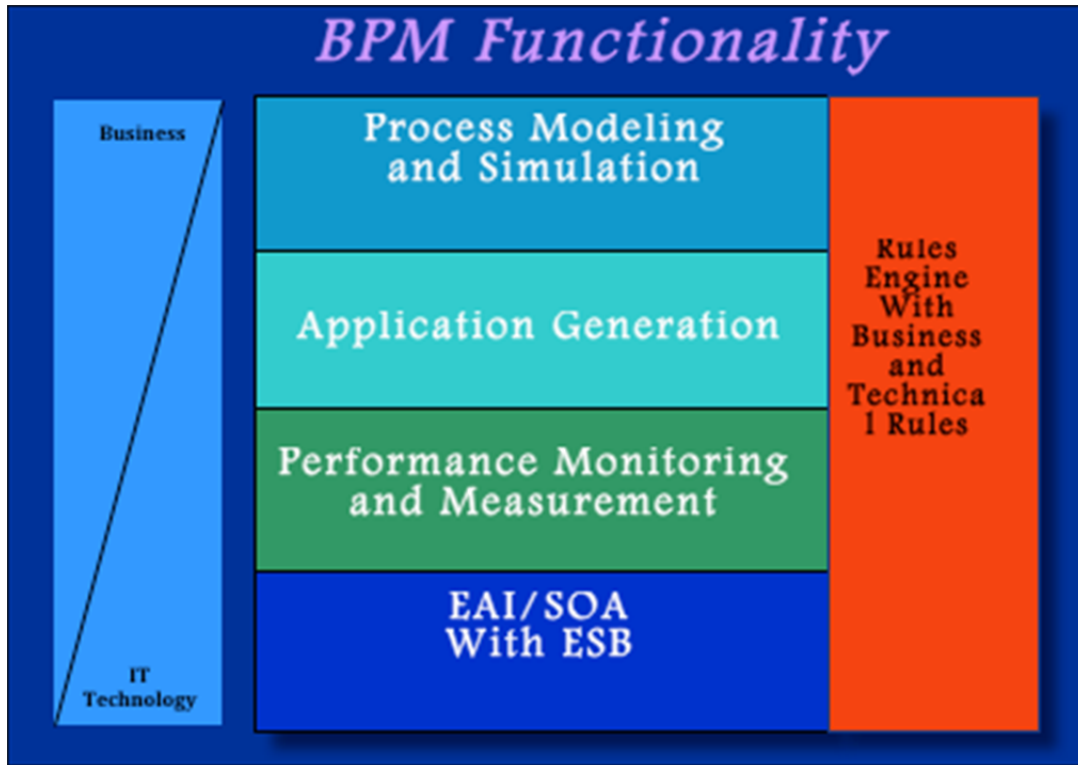 BPM Functionality
Business
IT
Technology
Process Modeling
and Simulation
Application Generation
Performance Monitoring
and Measurement
EAI/SOA
With ESB
Rules
Engine
With
Business
and
Technica
l Rules